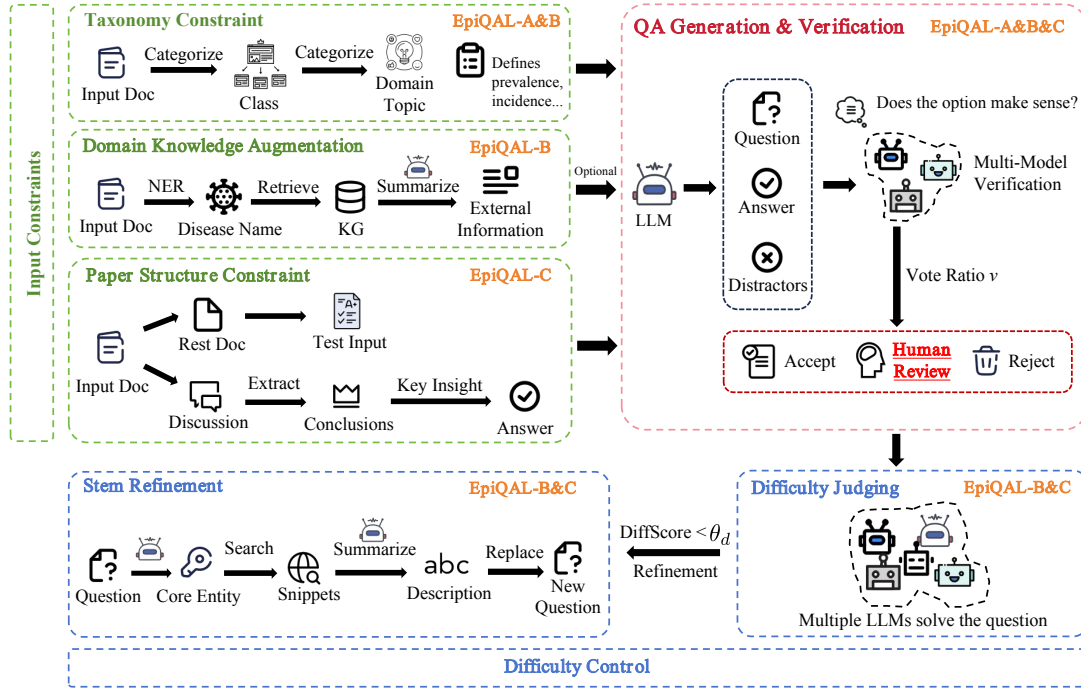 Input Constraints
Taxonomy Constraint
EpiQAL-A&B
Categorize
Categorize
Input Doc
Class
Domain
Topic
Defines
prevalence,
incidence...
Domain Knowledge Augmentation
EpiQAL-B
NER
Retrieve
Summarize
Input Doc
Disease Name
KG
External
Information
Optional
Paper Structure Constraint
EpiQAL-C
Rest Doc
A+
Test Input
Input Doc
Extract
Key Insight
Discussion
Conclusions
Answer
QA Generation & Verification
EpiQAL-A&B&C
LLM
Question
Answer
Distractors
Does the option make sense?
Multi-Model
Verification
Vote Ratio v
Accept
Human
Review
Reject
Difficulty Judging
EpiQAL-B&C
Multiple LLMs solve the question
DiffScore < θd
Refinement
Stem Refinement
EpiQAL-B&C
Search
Summarize
Replace
abc
Question
Core Entity
Snippets
Description
New
Question
Difficulty Control